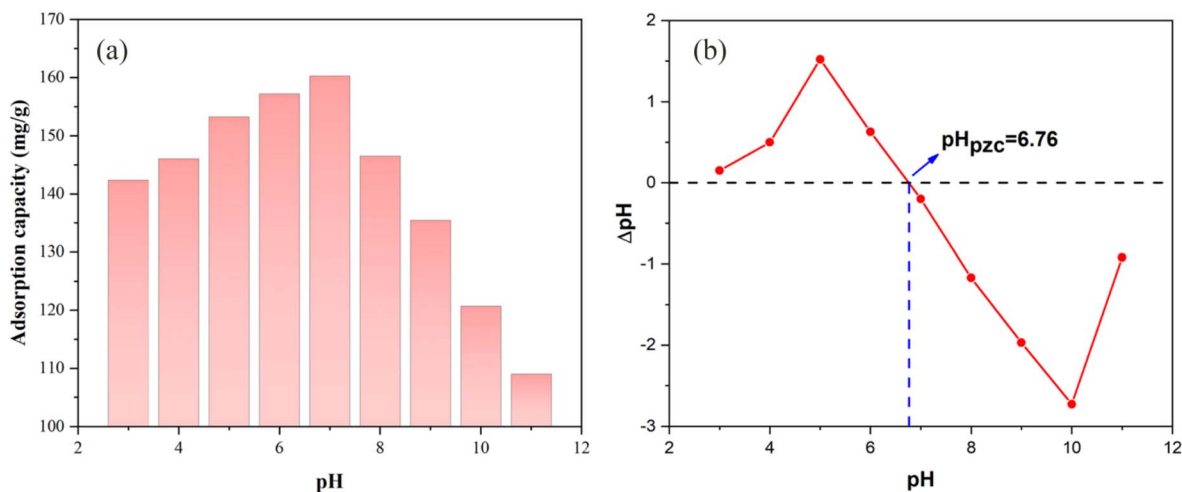 (a)
Adsorption capacity (mg/g)
170
160
150
140
130
120
110
100
2 4 6 8 10 12
pH
(b)
ΔpH
2
1
0
-1
-2
-3
pHpzc=6.76
2 4 6 8 10 12
pH